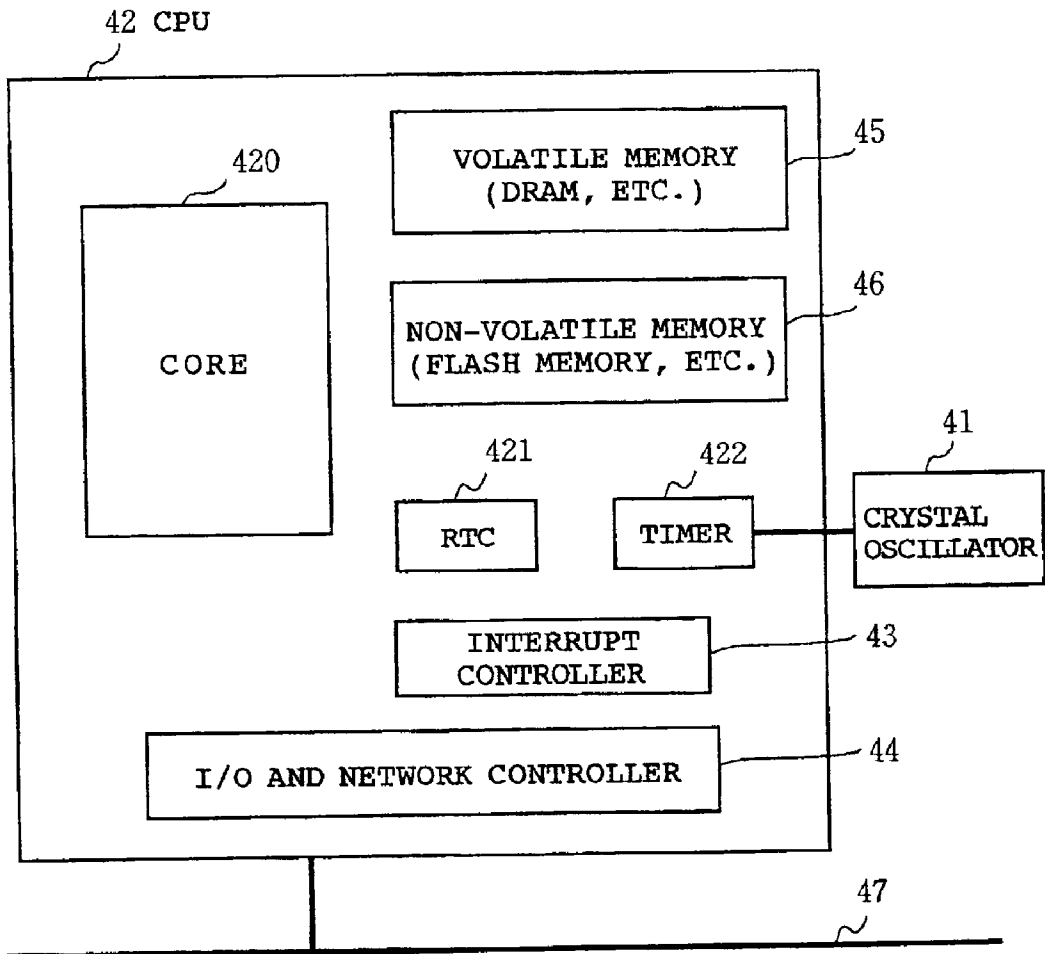 42 CPU
45
VOLATILE MEMORY
(DRAM, ETC.)
420
CORE
46
NON-VOLATILE MEMORY
(FLASH MEMORY, ETC.)
421
RTC
422
TIMER
41
CRYSTAL
OSCILLATOR
43
INTERRUPT
CONTROLLER
44
I/O AND NETWORK CONTROLLER
47